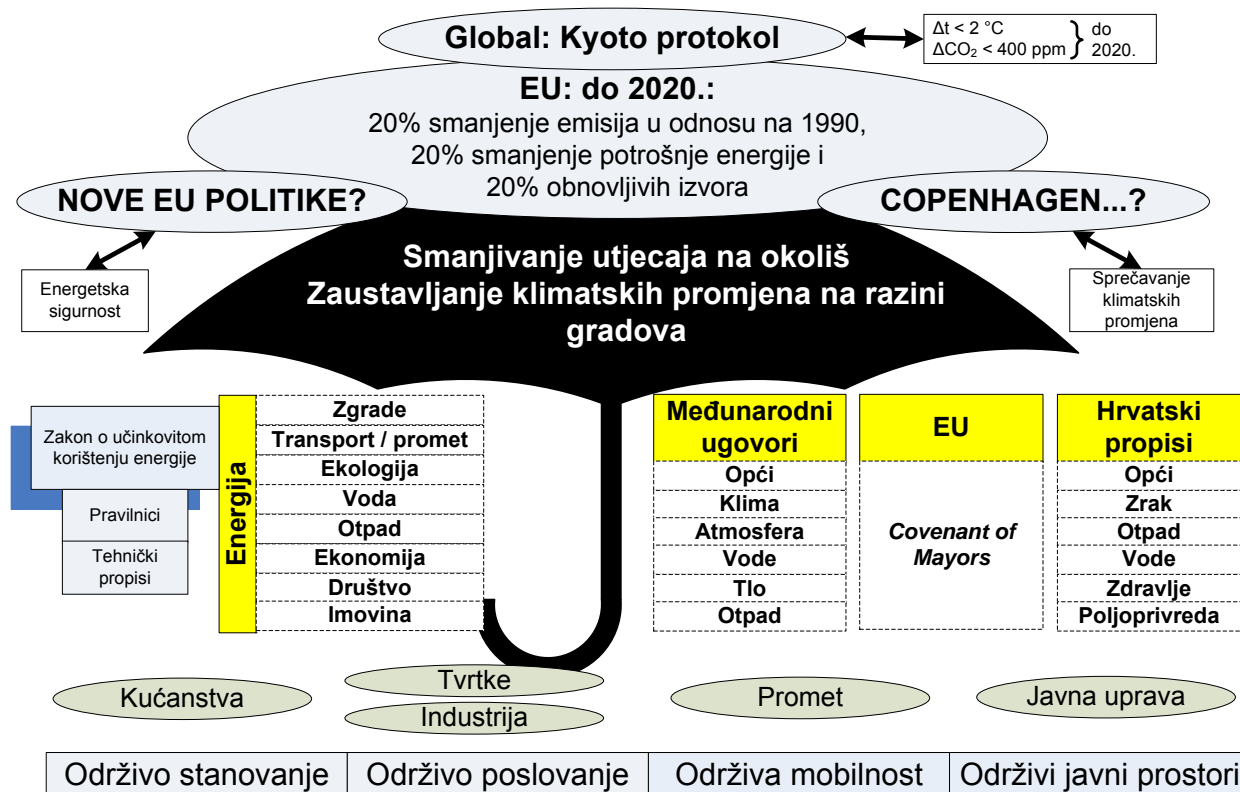 Global: Kyoto protokol
Δt < 2 °C
ΔCO₂ < 400 ppm
do
2020.
EU: do 2020.:
20% smanjenje emisija u odnosu na 1990,
20% smanjenje potrošnje energije i
20% obnovljivih izvora
NOVE EU POLITIKE?
COPENHAGEN...?
Energetska
sigurnost
Smanjivanje utjecaja na okoliš
Zaustavljanje klimatskih promjena na razini
gradova
Sprečavanje
klimatskih
promjena
Zakon o učinkovitom
korištenju energije
Pravilnici
Tehnički
propisi
Energija
Zgrade
Transport / promet
Ekologija
Voda
Otpad
Ekonomija
Društvo
Imovina
Međunarodni
ugovori
Opći
Klima
Atmosfera
Vode
Tlo
Otpad
EU
Covenant of
Mayors
Hrvatski
propisi
Opći
Zrak
Otpad
Vode
Zdravlje
Poljoprivreda
Kućanstva
Tvrtke
Industrija
Promet
Javna uprava
Održivo stanovanje
Održivo poslovanje
Održiva mobilnost
Održivi javni prostori